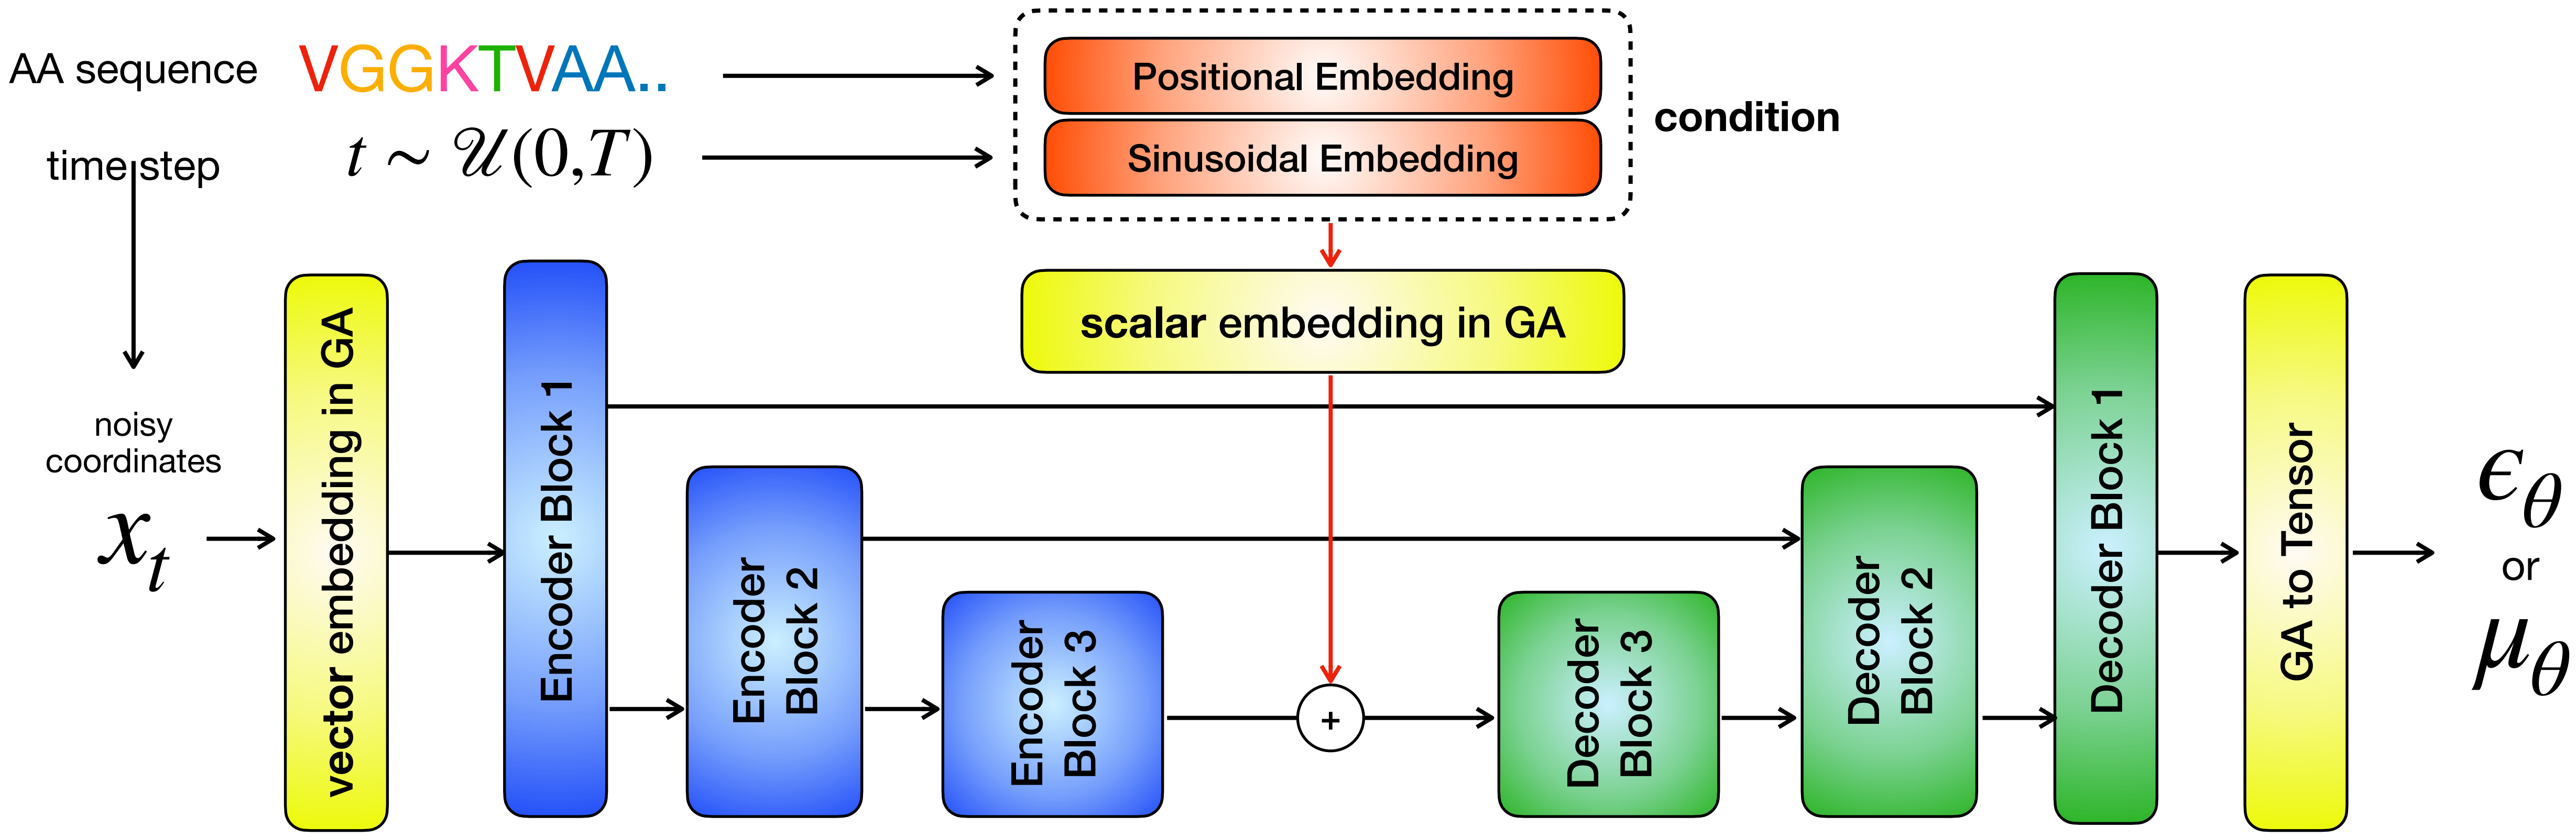 AA sequence VGGKTVAA..
Positional Embedding
condition
time step t ∼ 𝒰(0,T)
Sinusoidal Embedding
scalar embedding in GA
noisy
coordinates
x_t
vector embedding in GA
Encoder Block 1
Encoder
Block 2
Encoder
Block 3
+
Decoder
Block 3
Decoder
Block 2
Decoder Block 1
GA to Tensor
ϵ_θ
or
μ_θ